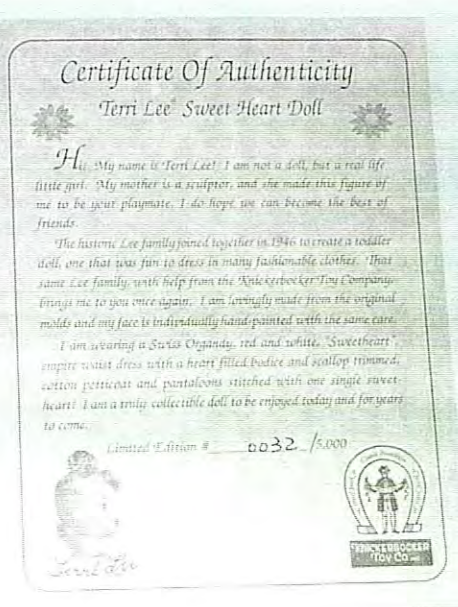 Certificate Of Authenticity
Terri Lee® Sweet Heart Doll
Hi, My name is Terri Lee! I am not a doll, but a real life
little girl. My mother is a sculptor, and she made this figure of
me to be your playmate. I do hope we can become the best of
friends.
The historic Lee family joined together in 1946 to create a toddler
doll, one that was fun to dress in many fashionable clothes. That
same Lee family, with help from the Knickerbocker Toy Company,
brings me to you once again. I am lovingly made from the original
molds and my face is individually hand-painted with the same care.
I am wearing a Swiss Organdy, red and white, "Sweetheart",
empire waist dress with a heart filled bodice and scallop trimmed,
cotton petticoat and pantaloons stitched with one single sweet-
heart! I am a truly collectible doll to be enjoyed today and for years
to come.
Limited Edition # 0032 /5,000
Terri Lee
KNICKERBOCKER
Toy Co